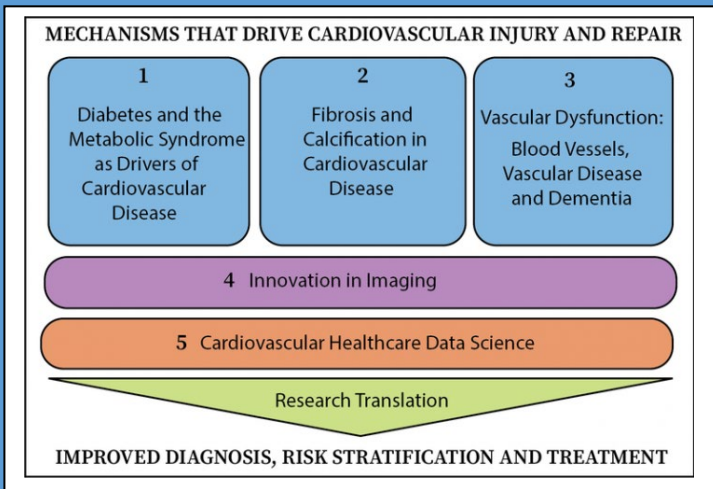 MECHANISMS THAT DRIVE CARDIOVASCULAR INJURY AND REPAIR
1
Diabetes and the
Metabolic Syndrome
as Drivers of
Cardiovascular
Disease
2
Fibrosis and
Calcification in
Cardiovascular
Disease
3
Vascular Dysfunction:
Blood Vessels,
Vascular Disease
and Dementia
4 Innovation in Imaging
5 Cardiovascular Healthcare Data Science
Research Translation
IMPROVED DIAGNOSIS, RISK STRATIFICATION AND TREATMENT